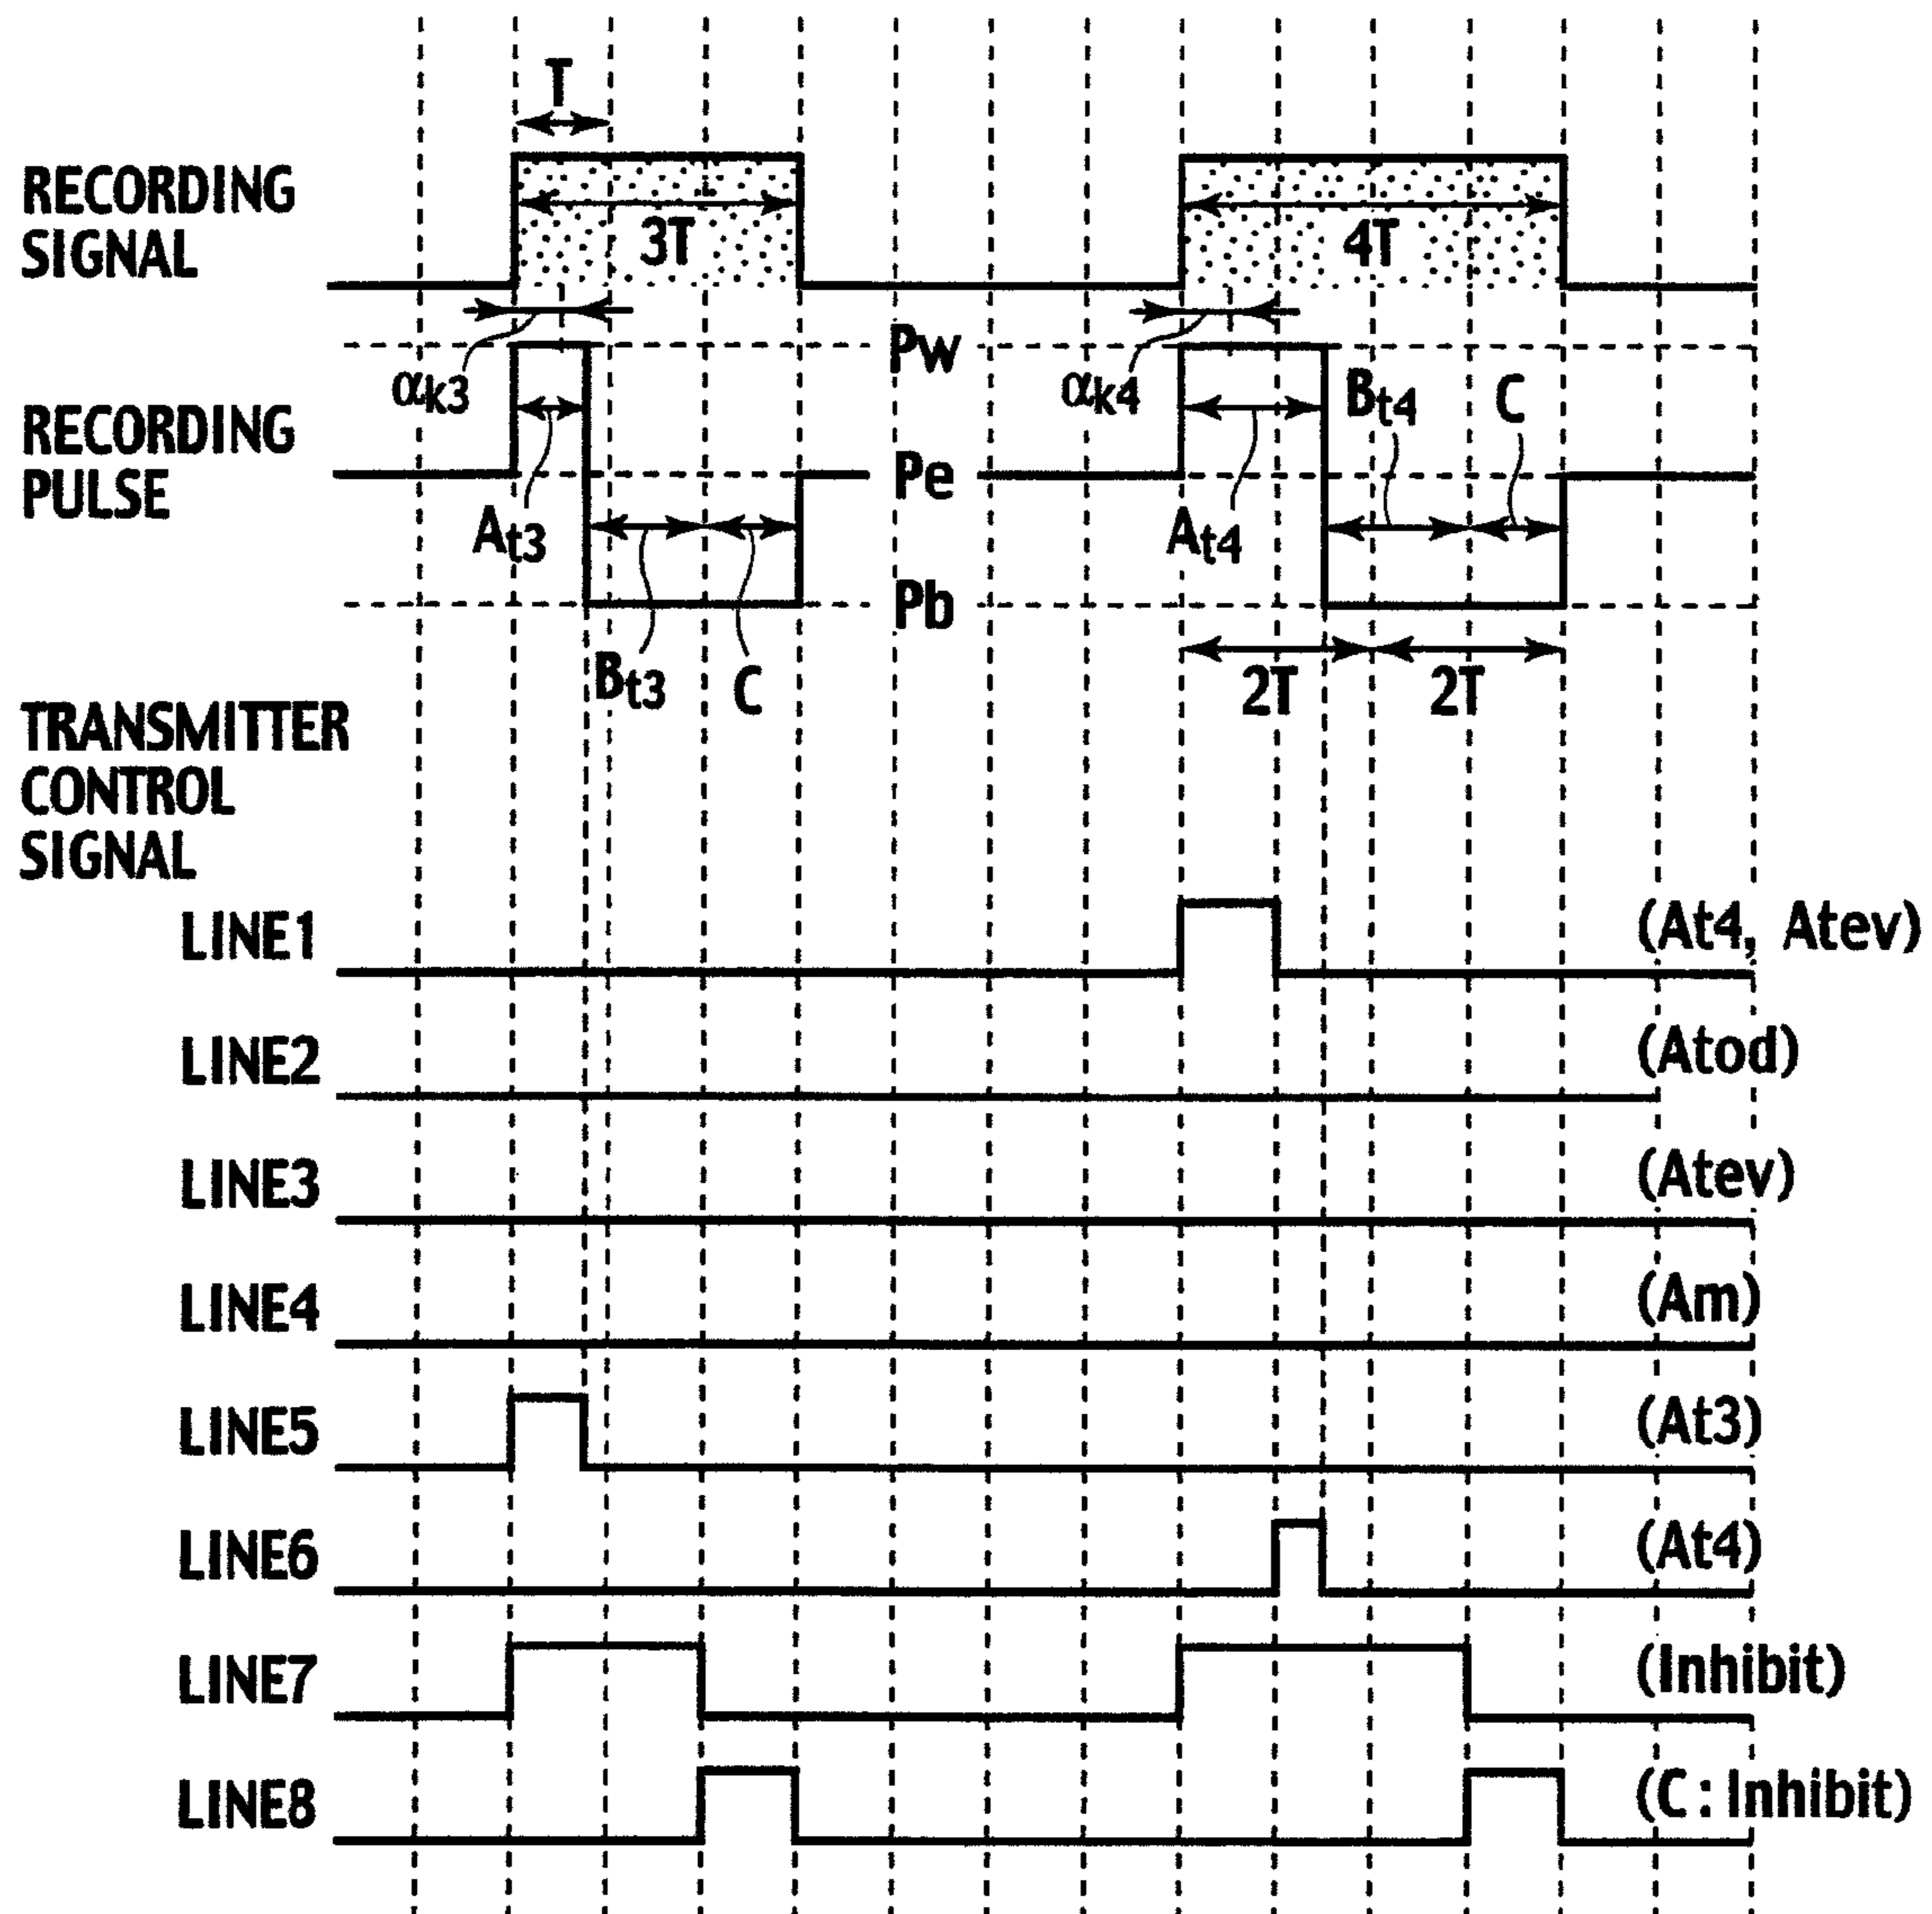 T
RECORDING
SIGNAL
3T
4T
αk3
Pw
αk4
Bt4
C
RECORDING
PULSE
Pe
At3
At4
Pb
Bt3
C
2T
2T
TRANSMITTER
CONTROL
SIGNAL
LINE1
(At4, Atev)
LINE2
(Atod)
LINE3
(Atev)
LINE4
(Am)
LINE5
(At3)
LINE6
(At4)
LINE7
(Inhibit)
LINE8
(C : Inhibit)